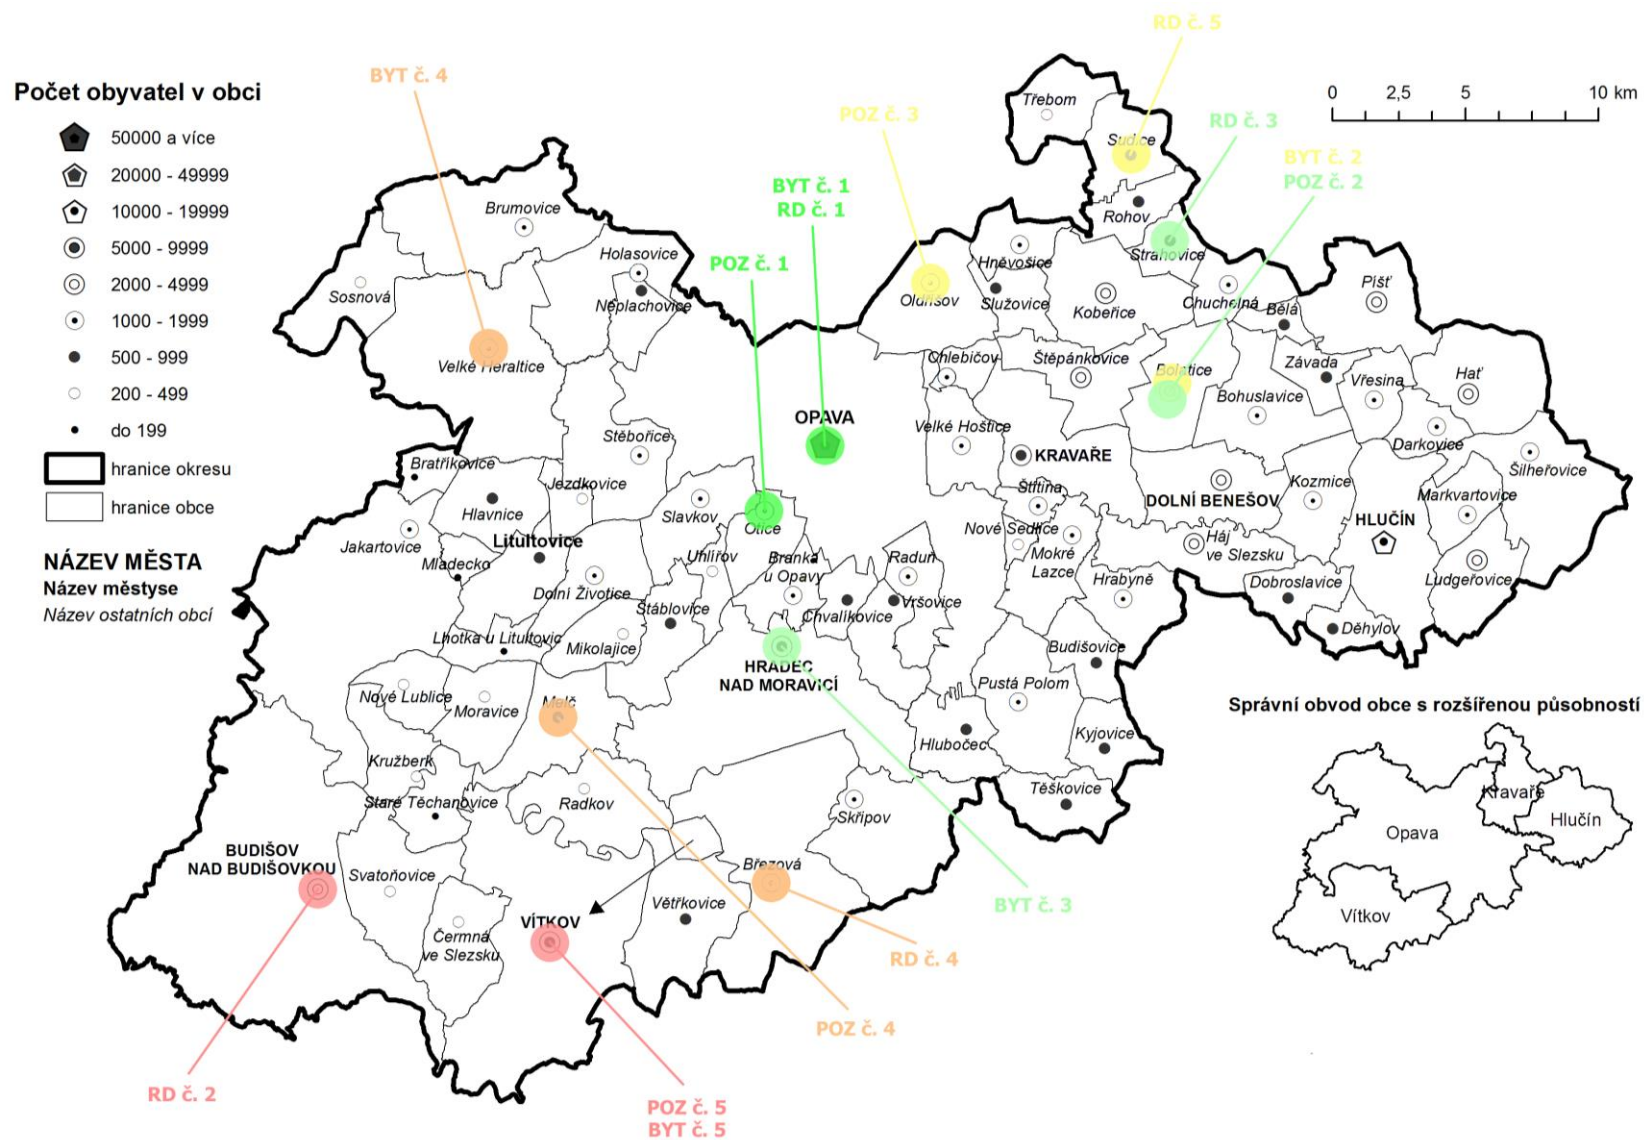 RD č. 5
BYT č. 4
Počet obyvatel v obci
50000 a více
20000 - 49999
10000 - 19999
5000 - 9999
2000 - 4999
1000 - 1999
500 - 999
200 - 499
do 199
hranice okresu
hranice obce
NÁZEV MĚSTA
Název městyse
Název ostatních obcí
0 2,5 5 10 km
POZ č. 3
RD č. 3
BYT č. 2
POZ č. 2
BYT č. 1
RD č. 1
POZ č. 1
Třebom
Sudice
Rohov
Strahovice
Brumovice
Holasovice
Neplachovice
Sosnová
Velké Heraltice
Hněvošice
Oldřišov
Služovice
Kobeřice
Chuchelná
Bělá
Píšť
Chlebičov
Štěpánkovice
Bolatice
Závada
Vřesina
Hať
Bohuslavice
OPAVA
Velké Hoštice
KRAVAŘE
Darkovice
Šilheřovice
Stěbořice
Bratříkovice
Jezdkovice
Hlavnice
Slavkov
Otice
Štítina
DOLNÍ BENEŠOV
Kozmice
Markvartovice
HLUČÍN
Jakartovice
Litultovice
Mladecko
Nové Sedlice
Mokré
Lazce
Háj
ve Slezsku
Uhlířov
Branka
u Opavy
Raduň
Hrabyně
Dobroslavice
Ludgeřovice
Dolní Životice
Stáblovice
Chvalíkovice
Vršovice
Děhylov
Lhotka u Litultovic
Mikolajice
HRADEC
NAD MORAVICÍ
Budišovice
Nové Lublice
Moravice
Melč
Pustá Polom
Správní obvod obce s rozšířenou působností
Hlubočec
Kyjovice
Kružberk
Staré Těchanovice
Radkov
Skřipov
Těškovice
Kravaře
Opava
Hlučín
Vítkov
BUDIŠOV
NAD BUDIŠOVKOU
Svatoňovice
Březová
Větřkovice
VÍTKOV
Čermná
ve Slezsku
BYT č. 3
RD č. 4
POZ č. 4
RD č. 2
POZ č. 5
BYT č. 5